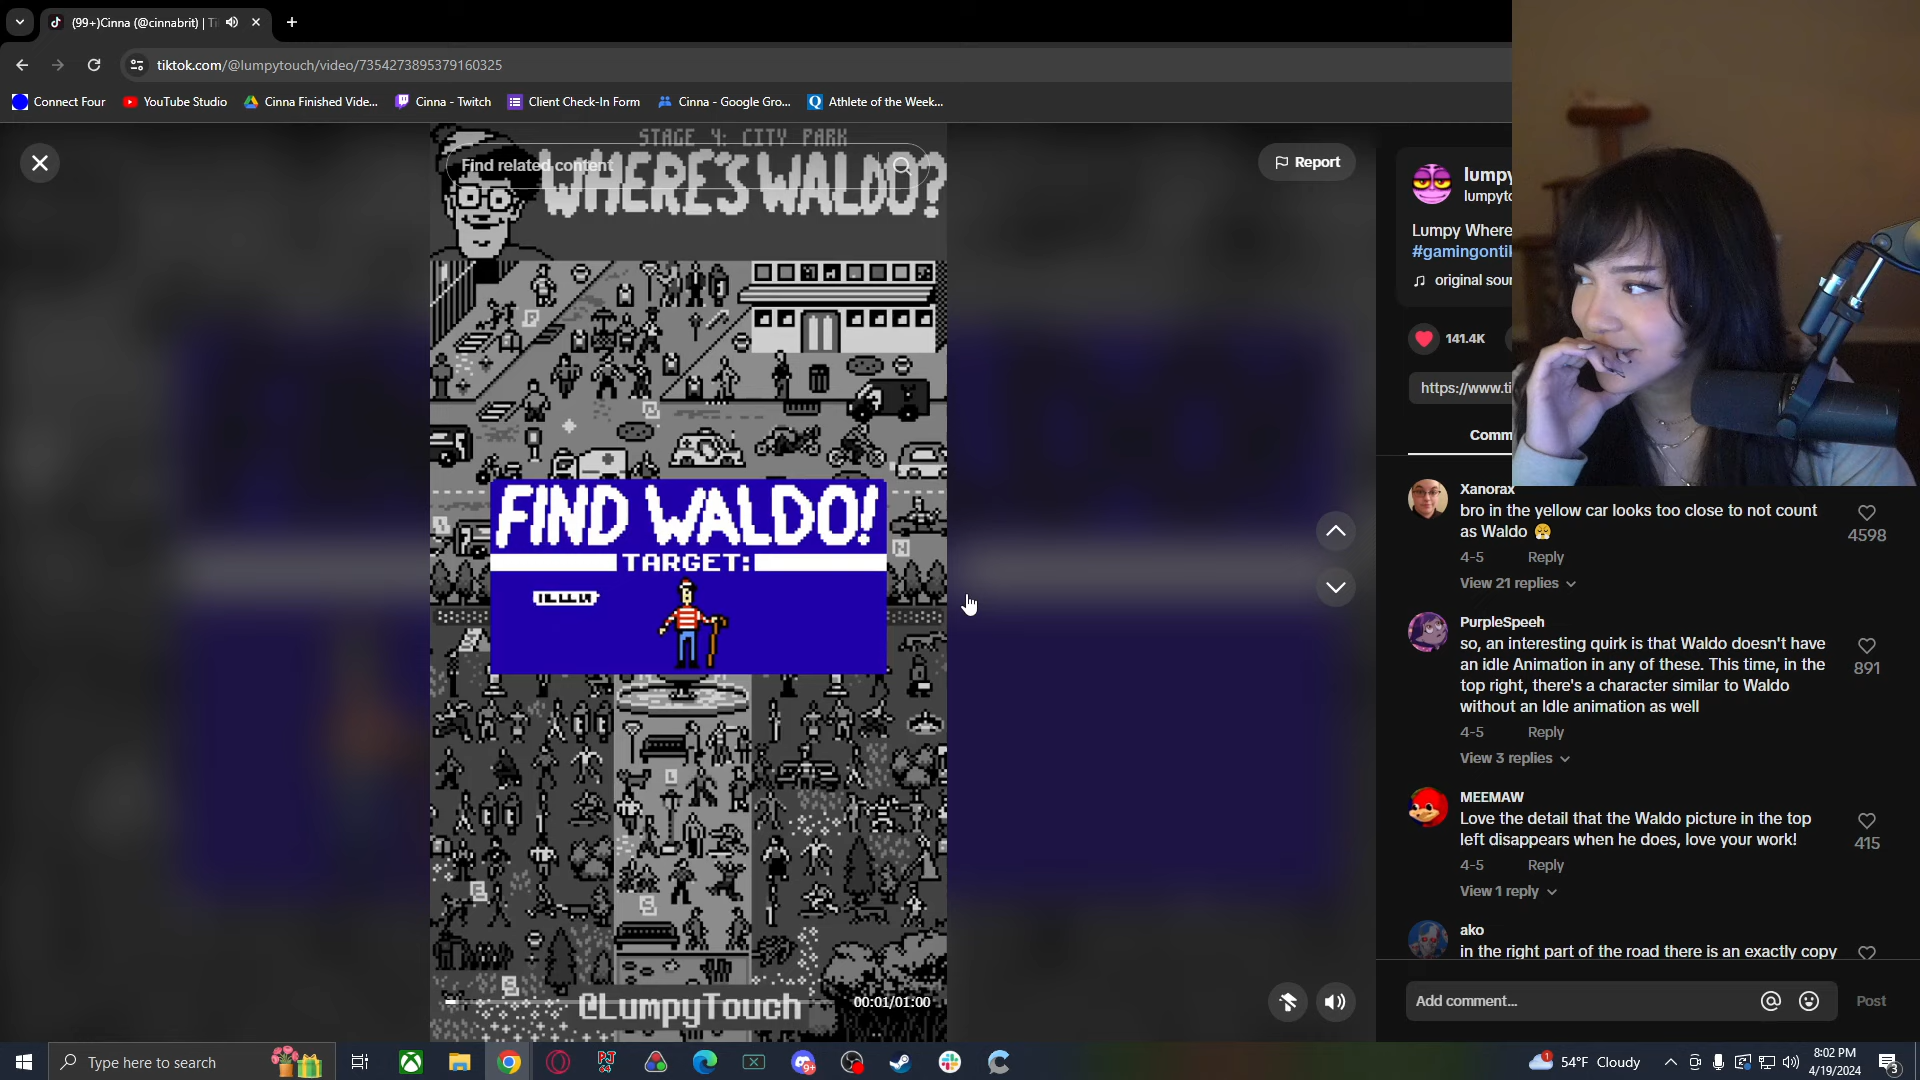 (99+)Cinna (@cinnabrit) | Ti
tiktok.com/@lumpytouch/video/7354273895379160325
Connect Four
YouTube Studio
Cinna Finished Vide...
Cinna - Twitch
Client Check-In Form
Cinna - Google Gro...
Athlete of the Week...
STAGE 4: CITY PARK
Find related content
WHERE'S WALDO?
Report
lumpy
lumpyto
Lumpy Where
#gamingontil
original sour
141.4K
https://www.ti
Comm
FIND WALDO!
TARGET:
Xanorax
bro in the yellow car looks too close to not count
as Waldo 😤
4598
4-5 Reply
View 21 replies
PurpleSpeeh
so, an interesting quirk is that Waldo doesn't have
an idle Animation in any of these. This time, in the
top right, there's a character similar to Waldo
without an Idle animation as well
891
4-5 Reply
View 3 replies
MEEMAW
Love the detail that the Waldo picture in the top
left disappears when he does, love your work!
415
4-5 Reply
View 1 reply
ako
in the right part of the road there is an exactly copy
@LumpyTouch
00:01/01:00
Add comment...
Post
Type here to search
54°F Cloudy
8:02 PM
4/19/2024